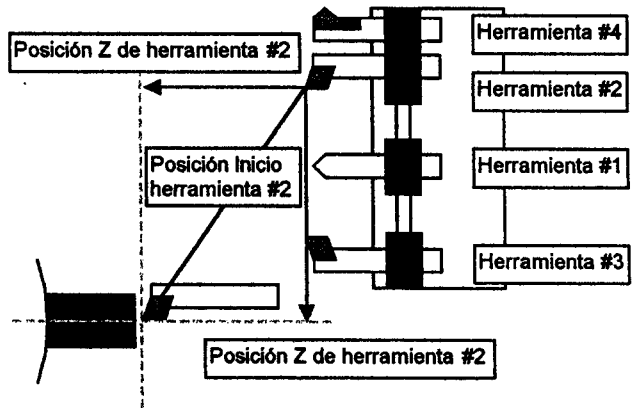 Posición Z de herramienta #2
Herramienta #4
Herramienta #2
Posición Inicio
herramienta #2
Herramienta #1
Herramienta #3
Posición Z de herramienta #2